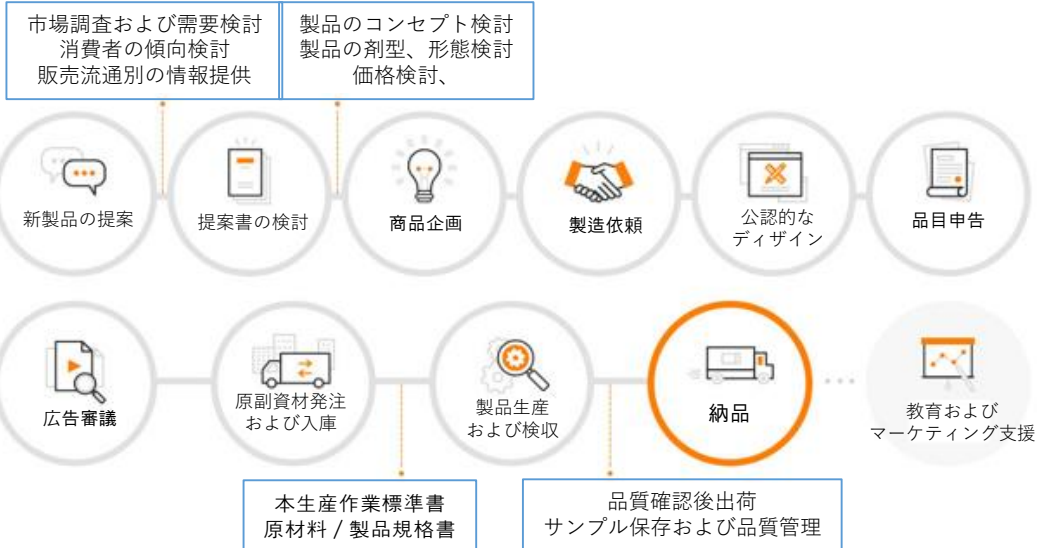 市場調査および需要検討
消費者の傾向検討
販売流通別の情報提供
製品のコンセプト検討
製品の剤型、形態検討
価格検討、
新製品の提案
提案書の検討
商品企画
製造依頼
公認的な
ディザイン
品目申告
広告審議
原副資材発注
および入庫
製品生産
および検収
納品
教育および
マーケティング支援
本生産作業標準書
原材料 / 製品規格書
品質確認後出荷
サンプル保存および品質管理